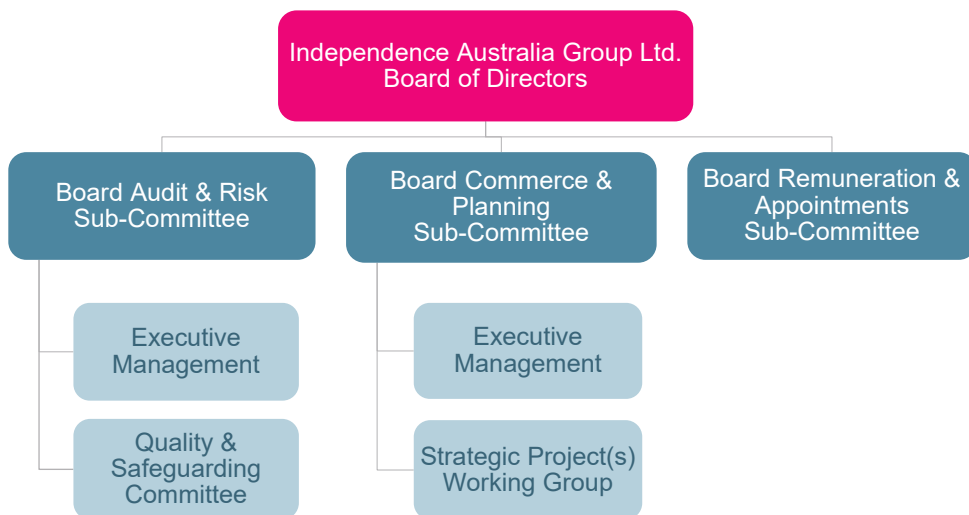 Independence Australia Group Ltd.
Board of Directors
Board Audit & Risk
Sub-Committee
Board Commerce &
Planning
Sub-Committee
Board Remuneration &
Appointments
Sub-Committee
Executive
Management
Quality &
Safeguarding
Committee
Executive
Management
Strategic Project(s)
Working Group